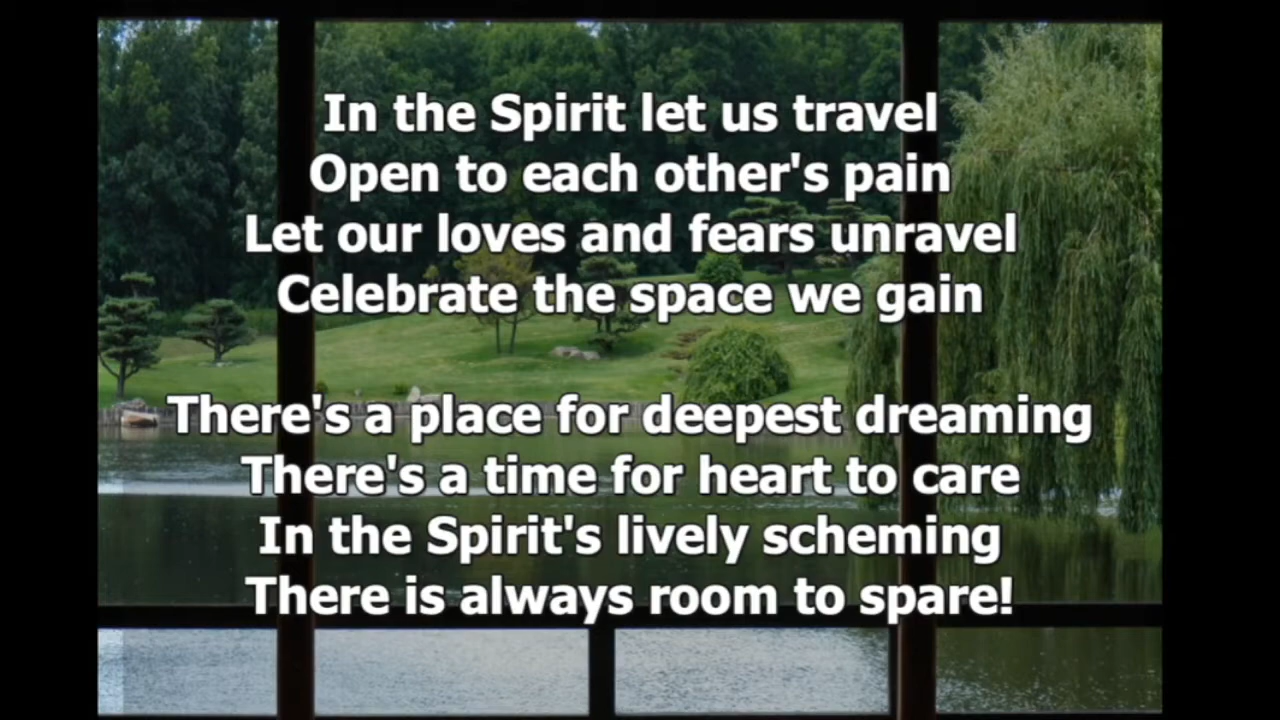 In the Spirit let us travel
Open to each other's pain
Let our loves and fears unravel
Celebrate the space we gain
There's a place for deepest dreaming
There's a time for heart to care
In the Spirit's lively scheming
There is always room to spare!